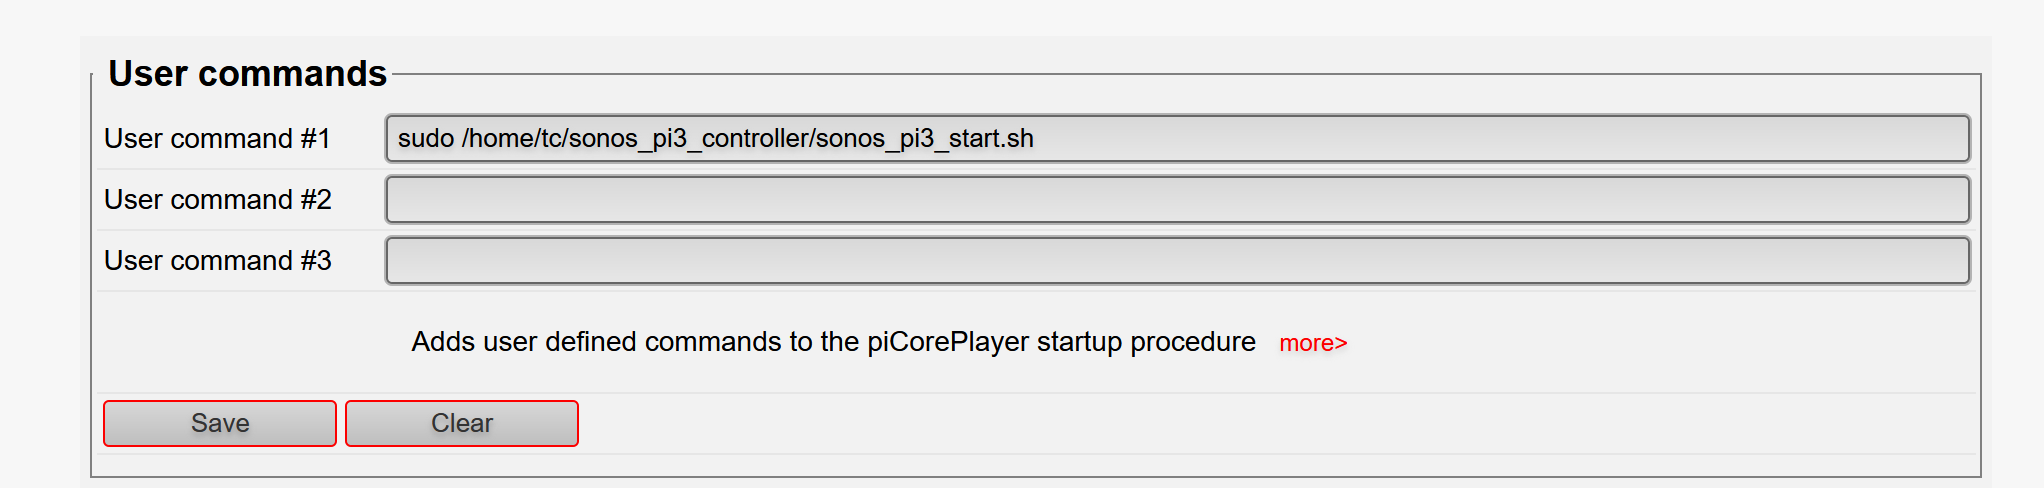 User commands
User command #1 sudo /home/tc/sonos_pi3_controller/sonos_pi3_start.sh
User command #2
User command #3
Adds user defined commands to the piCorePlayer startup procedure more>
Save Clear